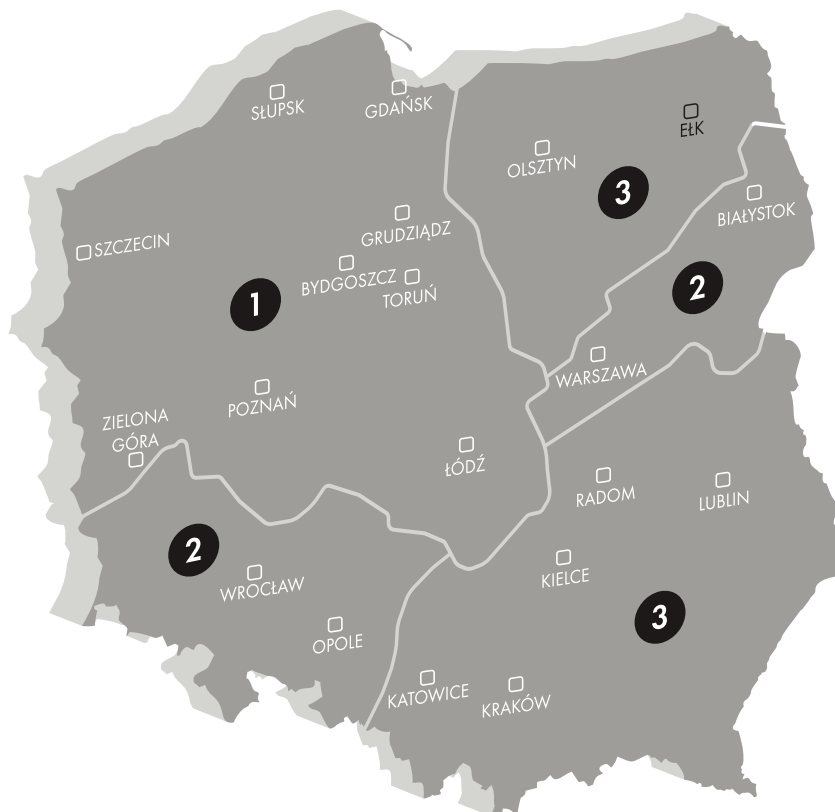 SŁUPSK
GDAŃSK
EŁK
OLSZTYN
3
BIAŁYSTOK
SZCZECIN
GRUDZIĄDZ
BYDGOSZCZ
TORUŃ
1
2
WARSZAWA
POZNAŃ
ZIELONA
GÓRA
ŁÓDŹ
RADOM
LUBLIN
2
WROCŁAW
KIELCE
OPOLE
3
KATOWICE
KRAKÓW